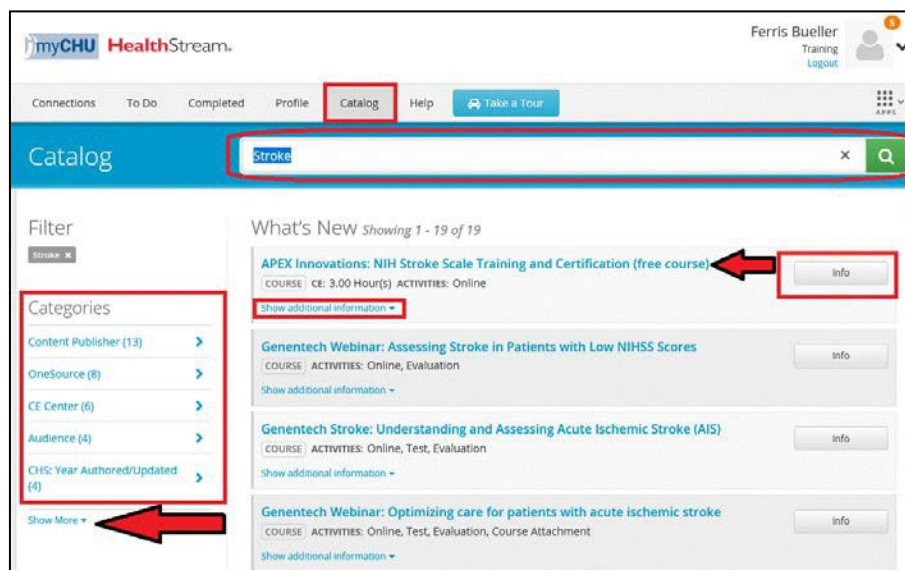 myCHU HealthStream.
Ferris Bueller
5
Training
Logout
Connections To Do Completed Profile Catalog Help Take a Tour
APPS
Catalog
Stroke ×
Filter
Stroke ×
Categories
Content Publisher (13)
OneSource (8)
CE Center (6)
Audience (4)
CHS: Year Authored/Updated
(4)
Show More
What's New Showing 1 - 19 of 19
APEX Innovations: NIH Stroke Scale Training and Certification (free course)
Info
COURSE CE: 3.00 Hour(s) ACTIVITIES: Online
Show additional information
Genentech Webinar: Assessing Stroke in Patients with Low NIHSS Scores
Info
COURSE ACTIVITIES: Online, Evaluation
Show additional information
Genentech Stroke: Understanding and Assessing Acute Ischemic Stroke (AIS)
Info
COURSE ACTIVITIES: Online, Test, Evaluation
Show additional information
Genentech Webinar: Optimizing care for patients with acute ischemic stroke
Info
COURSE ACTIVITIES: Online, Test, Evaluation, Course Attachment
Show additional information